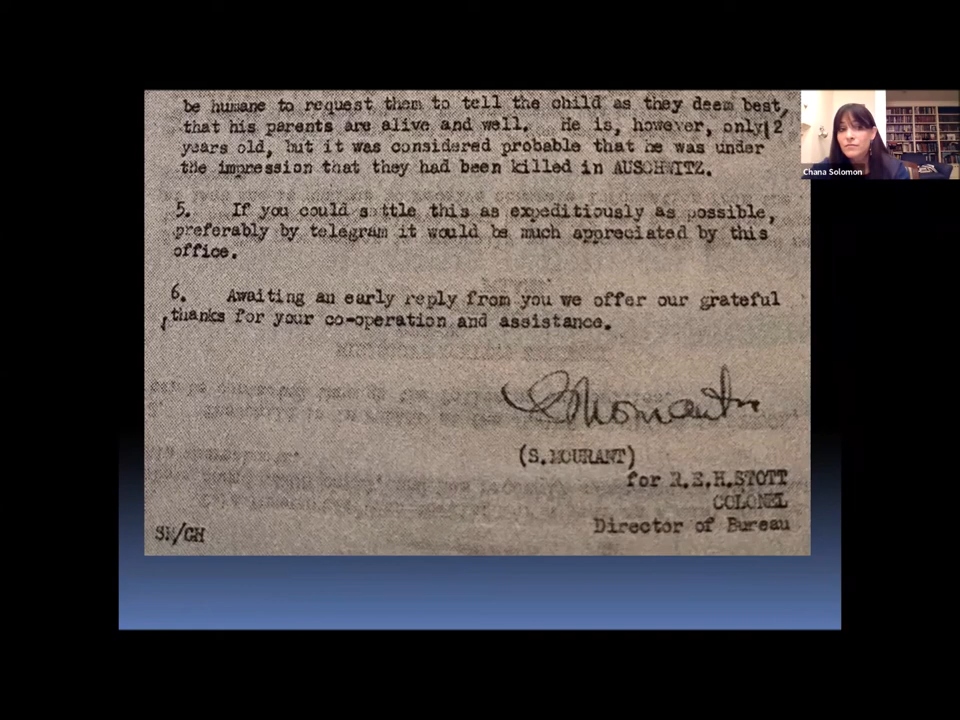 be humane to request them to tell the child as they deem best,
that his parents are alive and well. He is, however, only 12
years old, but it was considered probable that he was under
the impression that they had been killed in AUSCHWITZ.
5. If you could settle this as expeditiously as possible,
preferably by telegram it would be much appreciated by this
office.
6. Awaiting an early reply from you we offer our grateful
thanks for your co-operation and assistance.
(S.MOURANT)
for R.E.H.STOTT
COLONEL
Director of Bureau
SM/GH
Chana Solomon